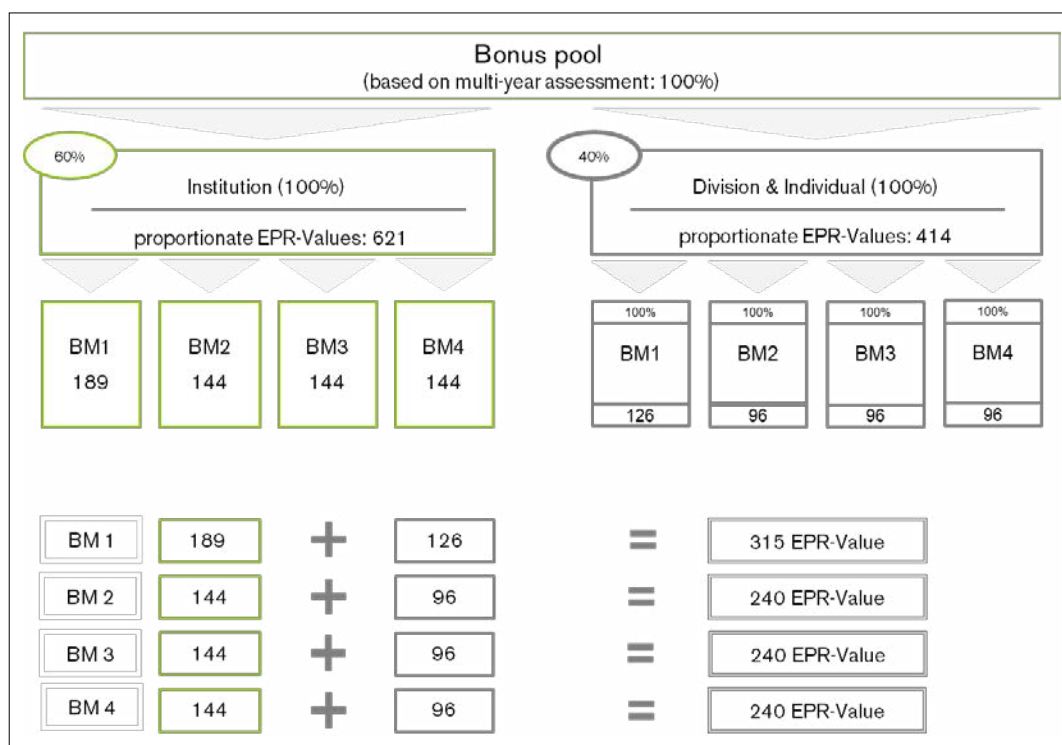 Bonus pool
(based on multi-year assessment: 100%)
60%
Institution (100%)
proportionate EPR-Values: 621
40%
Division & Individual (100%)
proportionate EPR-Values: 414
BM1
189
BM2
144
BM3
144
BM4
144
100%
BM1
126
100%
BM2
96
100%
BM3
96
100%
BM4
96
BM 1 189 + 126 = 315 EPR-Value
BM 2 144 + 96 = 240 EPR-Value
BM 3 144 + 96 = 240 EPR-Value
BM 4 144 + 96 = 240 EPR-Value